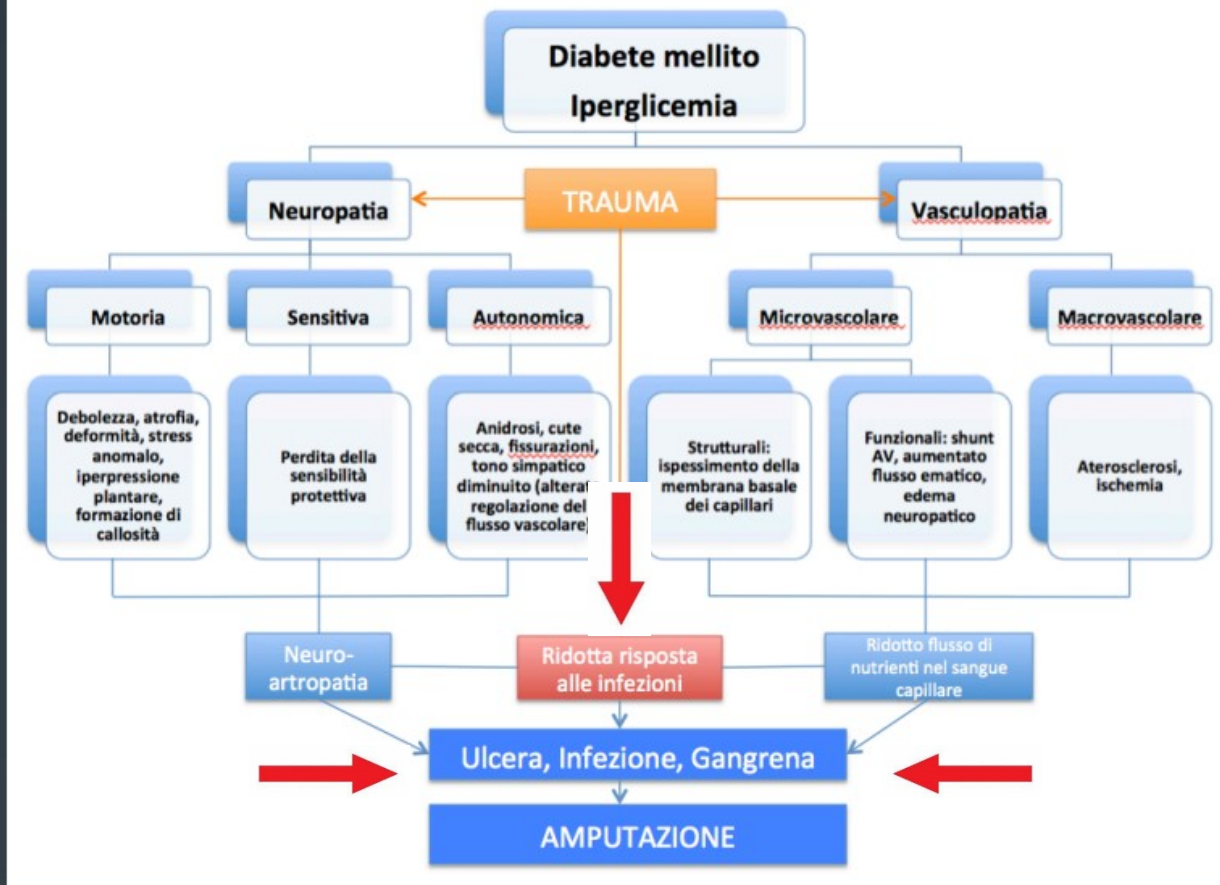 Diabete mellito
Iperglicemia
Neuropatia
TRAUMA
Vasculopatia
Motoria
Sensitiva
Autonomica
Microvascolare
Macrovascolare
Debolezza, atrofia,
deformità, stress
anomalo,
iperpressione
plantare,
formazione di
callosità
Perdita della
sensibilità
protettiva
Anidrosi, cute
secca, fissurazioni,
tono simpatico
diminuito (alterat
regolazione del
flusso vascolare)
Strutturali:
ispessimento della
membrana basale
dei capillari
Funzionali: shunt
AV, aumentato
flusso ematico,
edema
neuropatico
Aterosclerosi,
ischemia
Neuro-
artropatia
Ridotta risposta
alle infezioni
Ridotto flusso di
nutrienti nel sangue
capillare
Ulcera, Infezione, Gangrena
AMPUTAZIONE